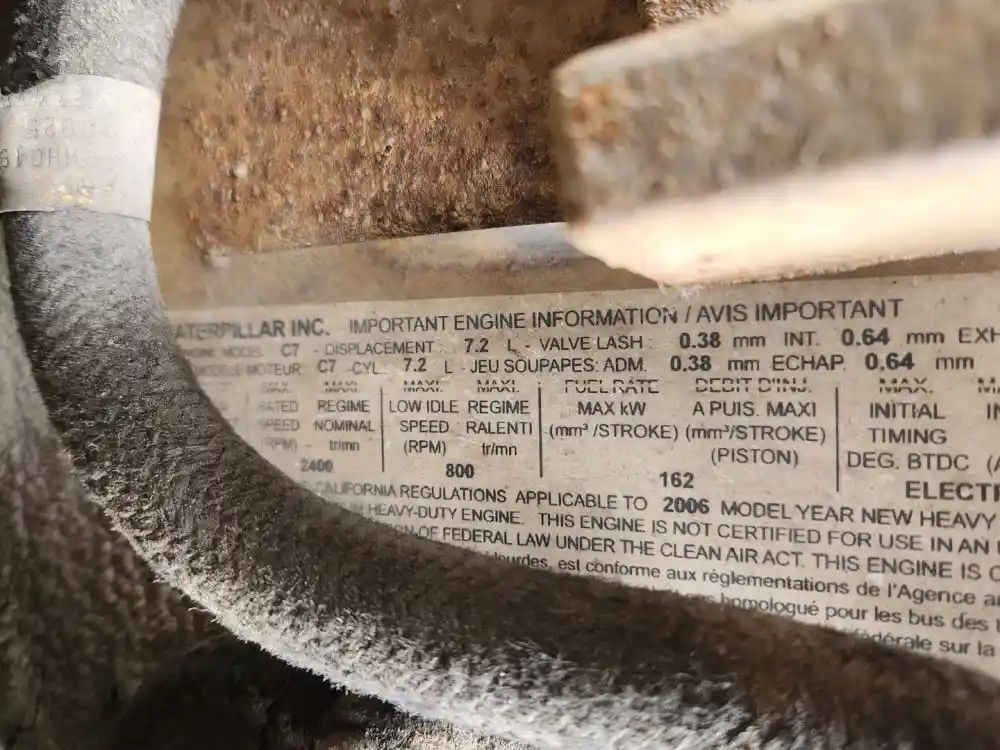 CATERPILLAR INC. IMPORTANT ENGINE INFORMATION / AVIS IMPORTANT
ENGINE MODEL C7 - DISPLACEMENT : 7.2 L - VALVE LASH : 0.38 mm INT. 0.64 mm EXH
MOTEUR C7 -CYL. 7.2 L - JEU SOUPAPES: ADM. 0.38 mm ECHAP. 0.64 mm
MAX. MAXI. MAXI. MAXI. FUEL RATE DEBIT D'INJ. MAX.
RATED REGIME LOW IDLE REGIME MAX kW A PUIS. MAXI INITIAL
SPEED NOMINAL SPEED RALENTI (mm³ /STROKE) (mm³/STROKE) TIMING
(RPM) - tr/mn (RPM) tr/mn (PISTON) DEG. BTDC
2400 800 162 ELECT
CALIFORNIA REGULATIONS APPLICABLE TO 2006 MODEL YEAR NEW HEAVY
HEAVY-DUTY ENGINE. THIS ENGINE IS NOT CERTIFIED FOR USE IN AN
OF FEDERAL LAW UNDER THE CLEAN AIR ACT. THIS ENGINE IS
lourdes, est conforme aux réglementations de l'Agence
homologué pour les bus des
fédérale sur la